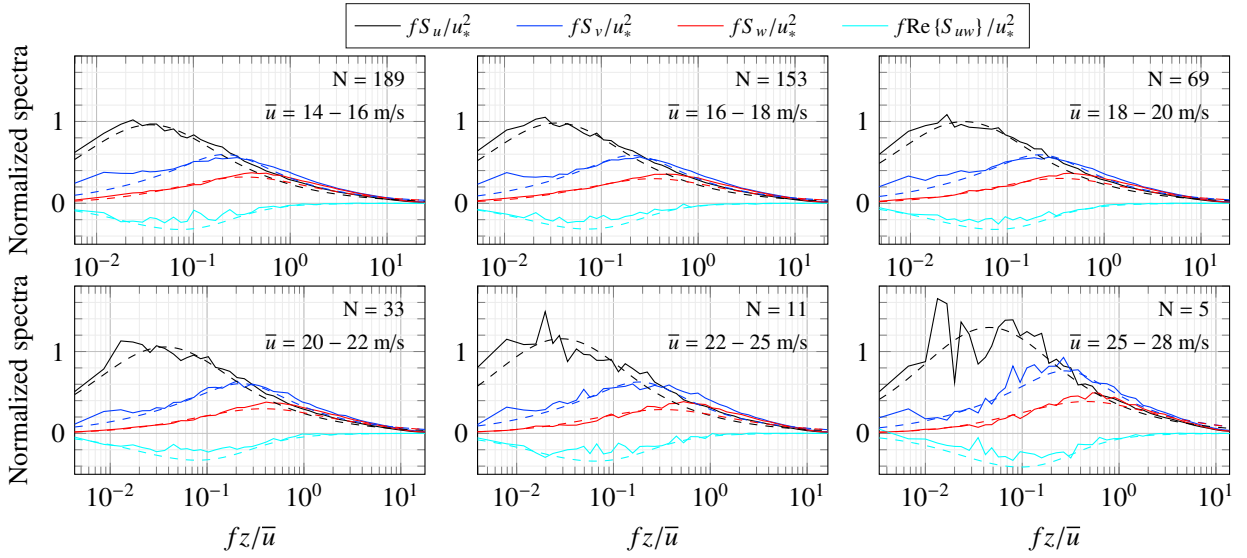 fS_u/u_*^2 fS_v/u_*^2 fS_w/u_*^2 fRe{S_{uw}}/u_*^2
Normalized spectra
N = 189
u̅ = 14 − 16 m/s
1
0
10^{-2} 10^{-1} 10^0 10^1
N = 153
u̅ = 16 − 18 m/s
1
0
10^{-2} 10^{-1} 10^0 10^1
N = 69
u̅ = 18 − 20 m/s
1
0
10^{-2} 10^{-1} 10^0 10^1
Normalized spectra
N = 33
u̅ = 20 − 22 m/s
1
0
10^{-2} 10^{-1} 10^0 10^1
fz/u̅
N = 11
u̅ = 22 − 25 m/s
1
0
10^{-2} 10^{-1} 10^0 10^1
fz/u̅
N = 5
u̅ = 25 − 28 m/s
1
0
10^{-2} 10^{-1} 10^0 10^1
fz/u̅